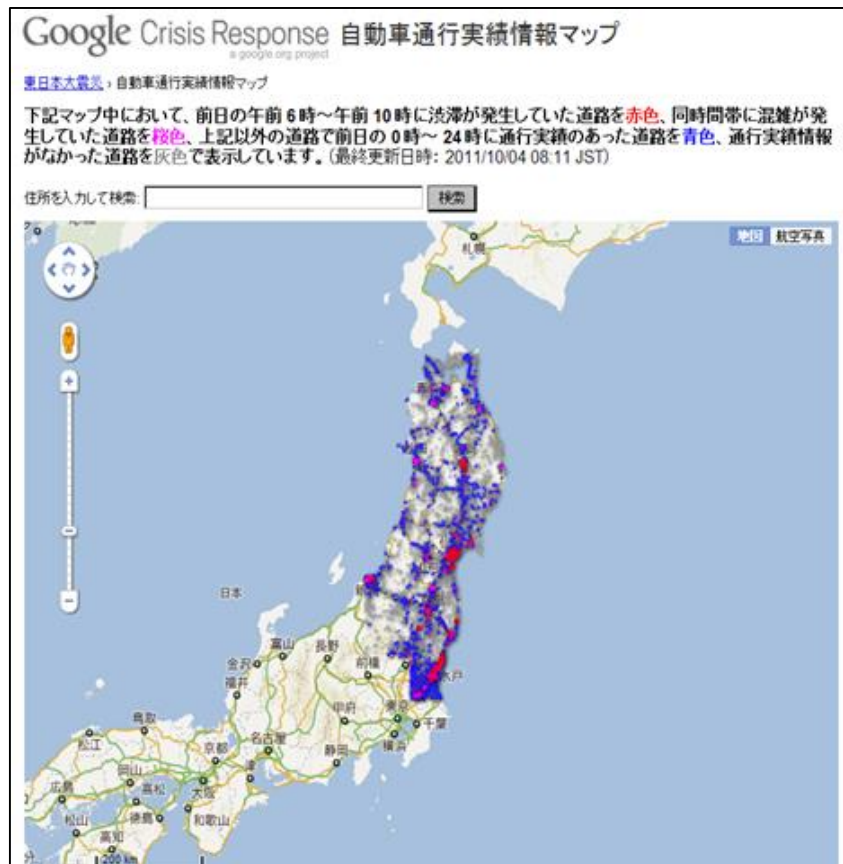 Google Crisis Response 自動車通行実績情報マップ
a google.org project
東日本大震災 › 自動車通行実績情報マップ
下記マップ中において、前日の午前 6 時～午前 10 時に渋滞が発生していた道路を赤色、同時間帯に混雑が発
生していた道路を桜色、上記以外の道路で前日の 0 時～ 24 時に通行実績のあった道路を青色、通行実績情報
がなかった道路を灰色で表示しています。(最終更新日時: 2011/10/04 08:11 JST)
住所を入力して検索: 検索
地図 航空写真
札幌
日本
富山
長野
金沢
前橋
水戸
福井
甲府
東京
千葉
鳥取
松江
京都
名古屋
静岡
横浜
岡山
津
広島
高松
大阪
松山
徳島
和歌山
高知
200 km